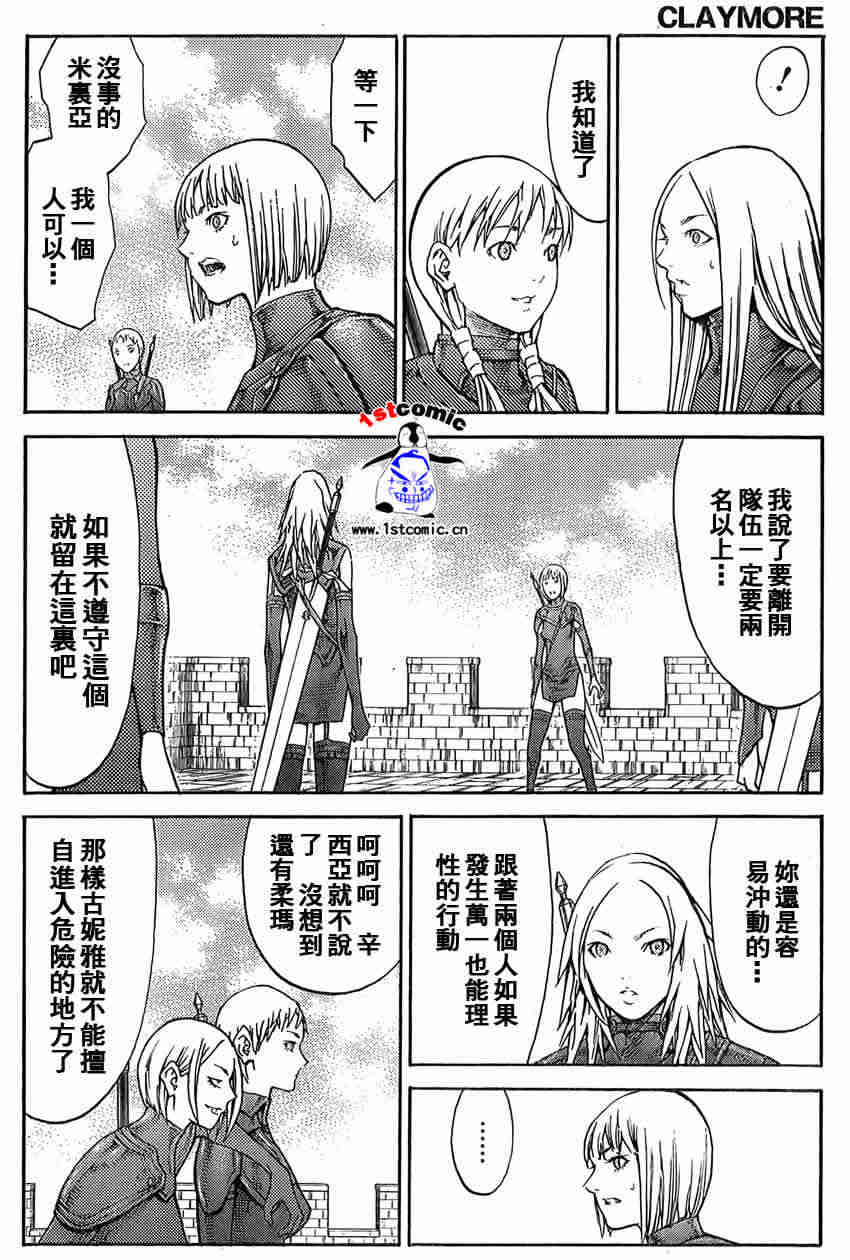 CLAYMORE
！
我知道了
等一下
沒事的
米裏亞
我一個
人可以…
1stcomic
www.1stcomic.cn
我說了要離開
隊伍一定要兩
名以上…
如果不遵守這個
就留在這裏吧
妳還是容
易沖動的…
跟著兩個人如果
發生萬一也能理
性的行動
……
呵呵呵 辛
西亞就不說
了 沒想到
還有柔瑪
那樣古妮雅就不能擅
自進入危險的地方了